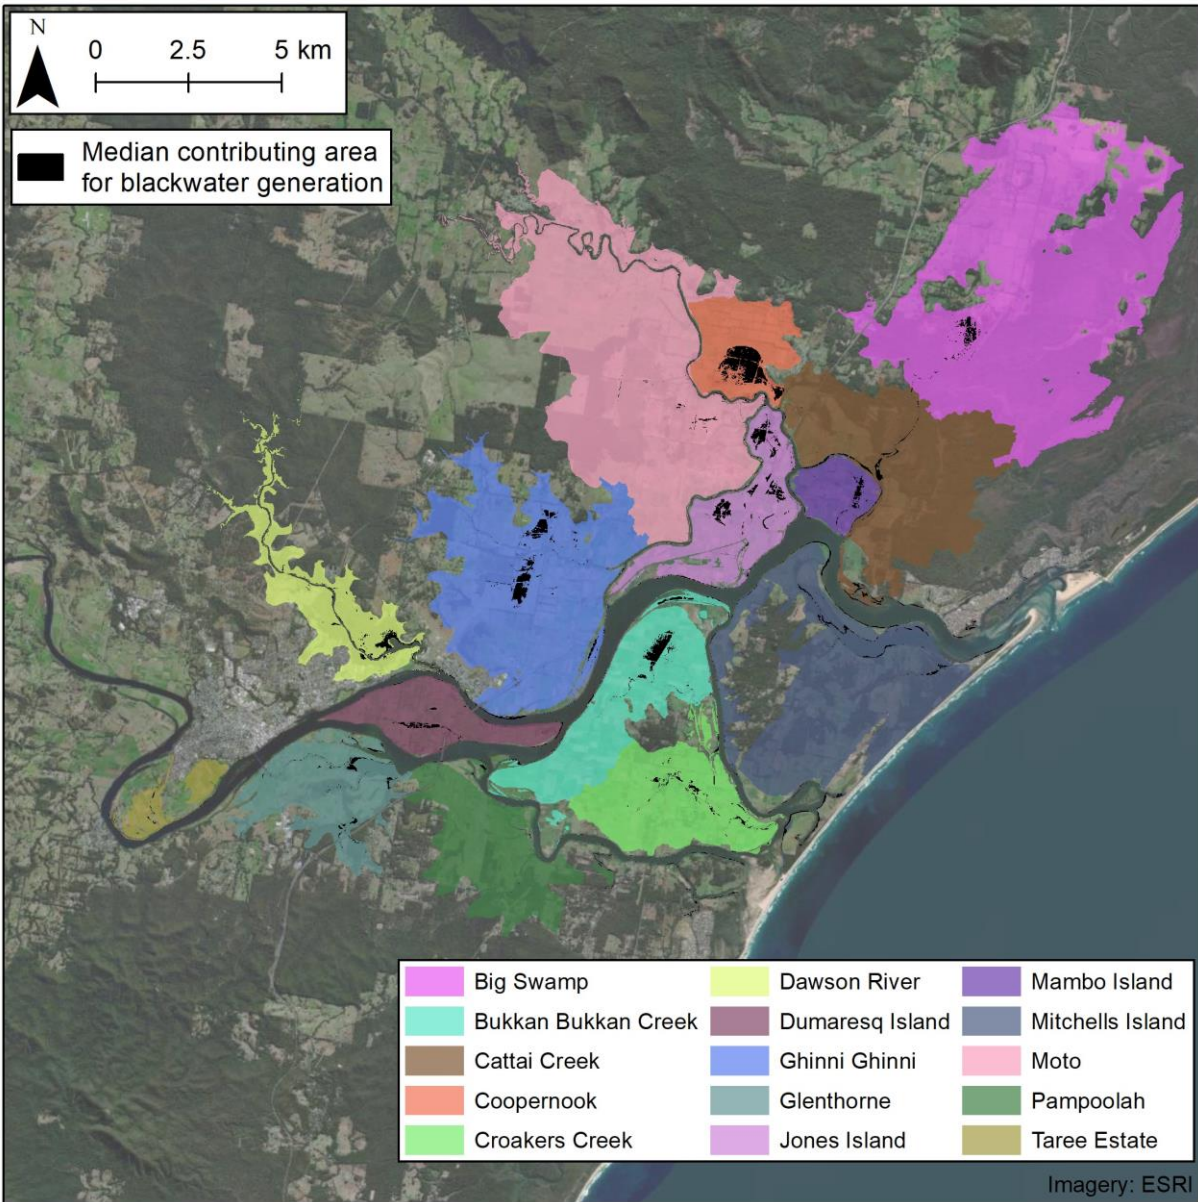 N
0 2.5 5 km
Median contributing area
for blackwater generation
Big Swamp Dawson River Mambo Island
Bukkan Bukkan Creek Dumaresq Island Mitchells Island
Cattai Creek Ghinni Ghinni Moto
Coopernook Glenthorne Pampoolah
Croakers Creek Jones Island Taree Estate
Imagery: ESRI